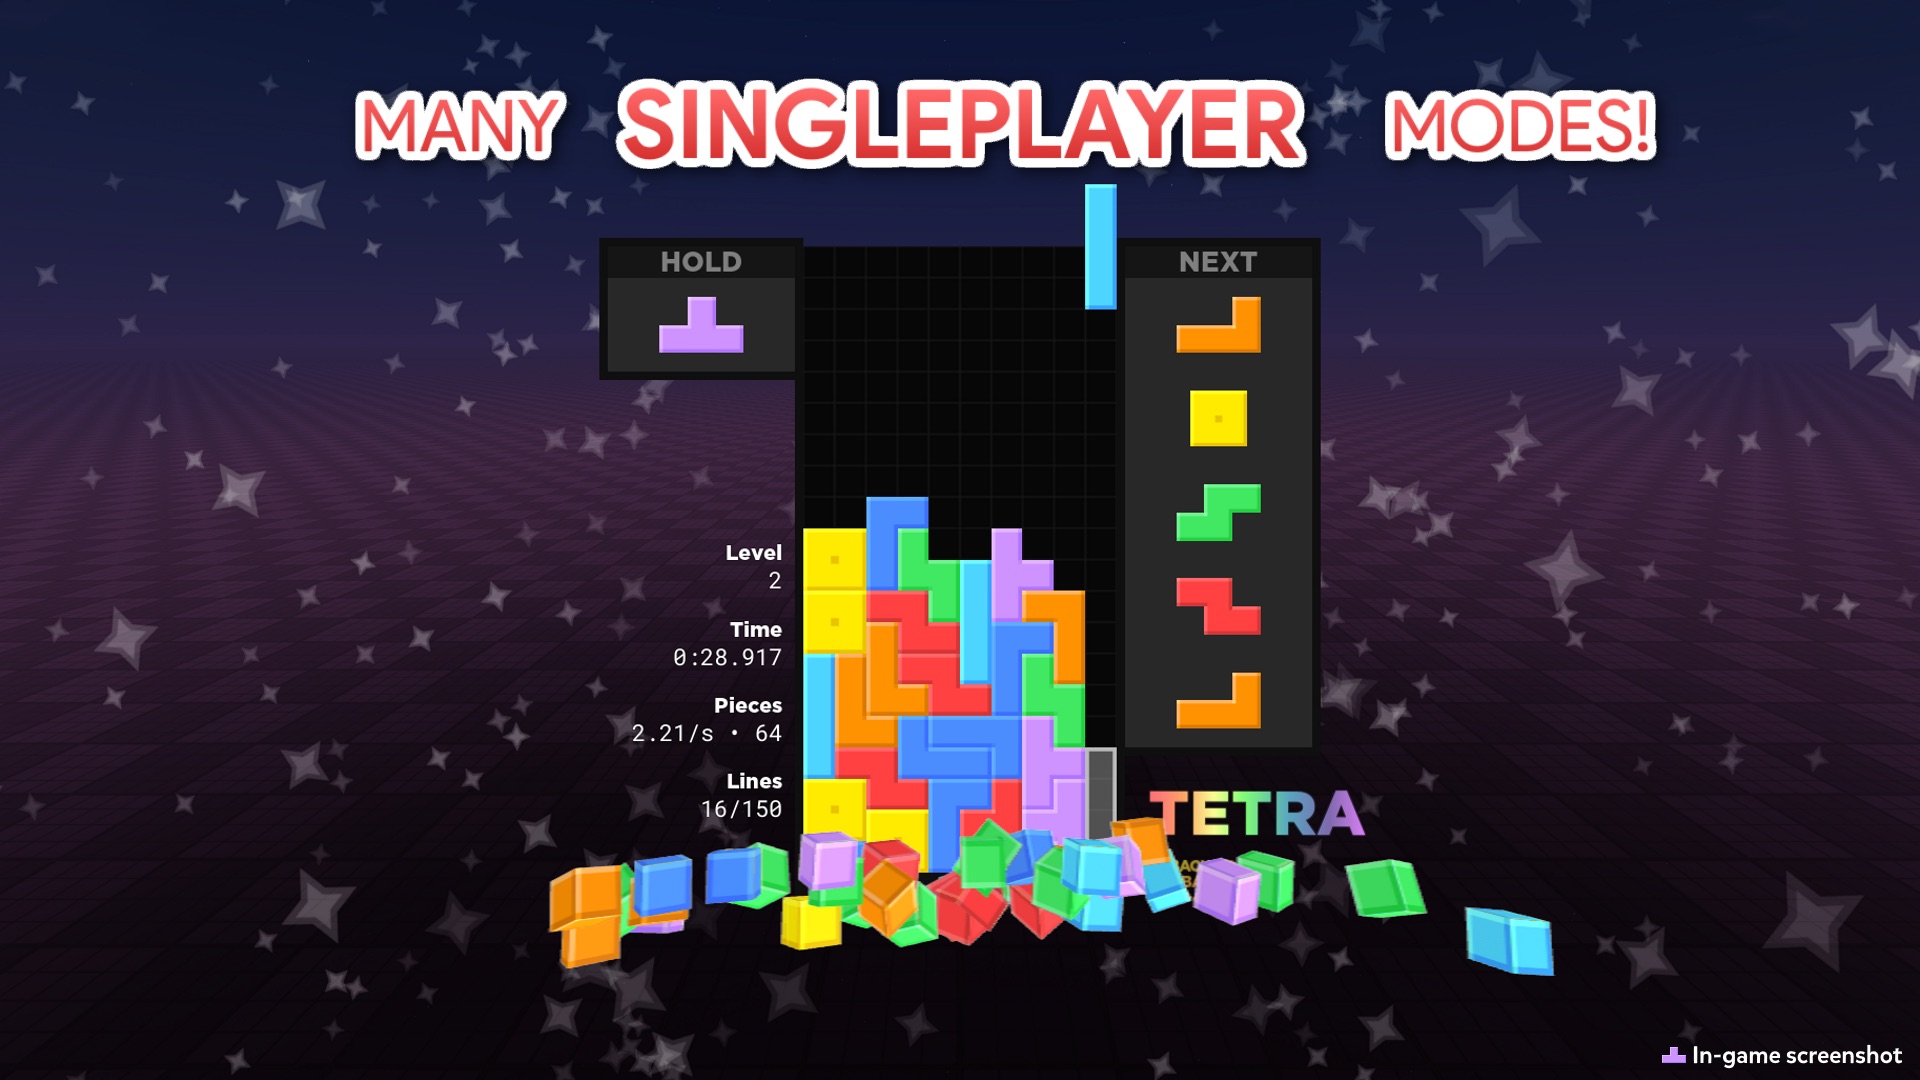 MANY SINGLEPLAYER MODES!
HOLD
NEXT
Level
2
Time
0:28.917
Pieces
2.21/s • 64
Lines
16/150
TETRA
In-game screenshot